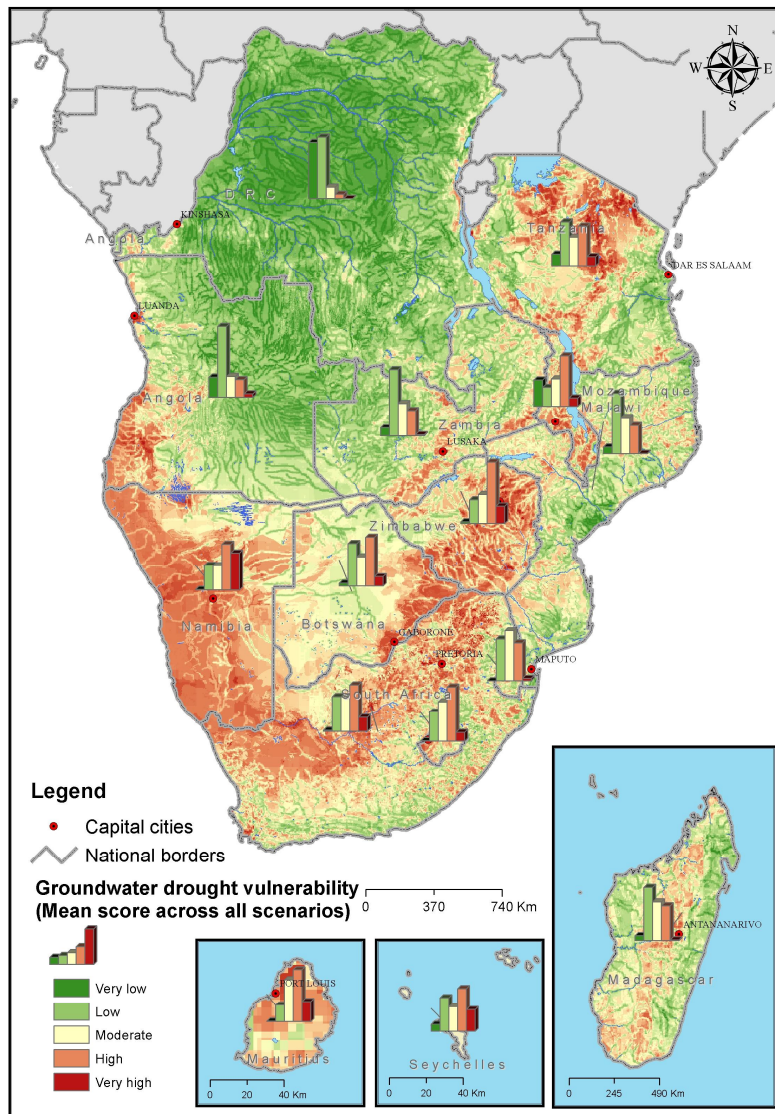 N
W E
S
D R C
KINSHASA
Angola
Tanzania
DAR ES SALAAM
LUANDA
Angola
Mozambique
Malawi
Zambia
LUSAKA
Zimbabwe
Namibia
Botswana
GABORONE
PRETORIA
MAPUTO
South Africa
Legend
Capital cities
National borders
Groundwater drought vulnerability
(Mean score across all scenarios)
0 370 740 Km
Very low
Low
Moderate
High
Very high
PORT LOUIS
Mauritius
0 20 40 Km
Seychelles
0 20 40 Km
ANTANANARIVO
Madagascar
0 245 490 Km